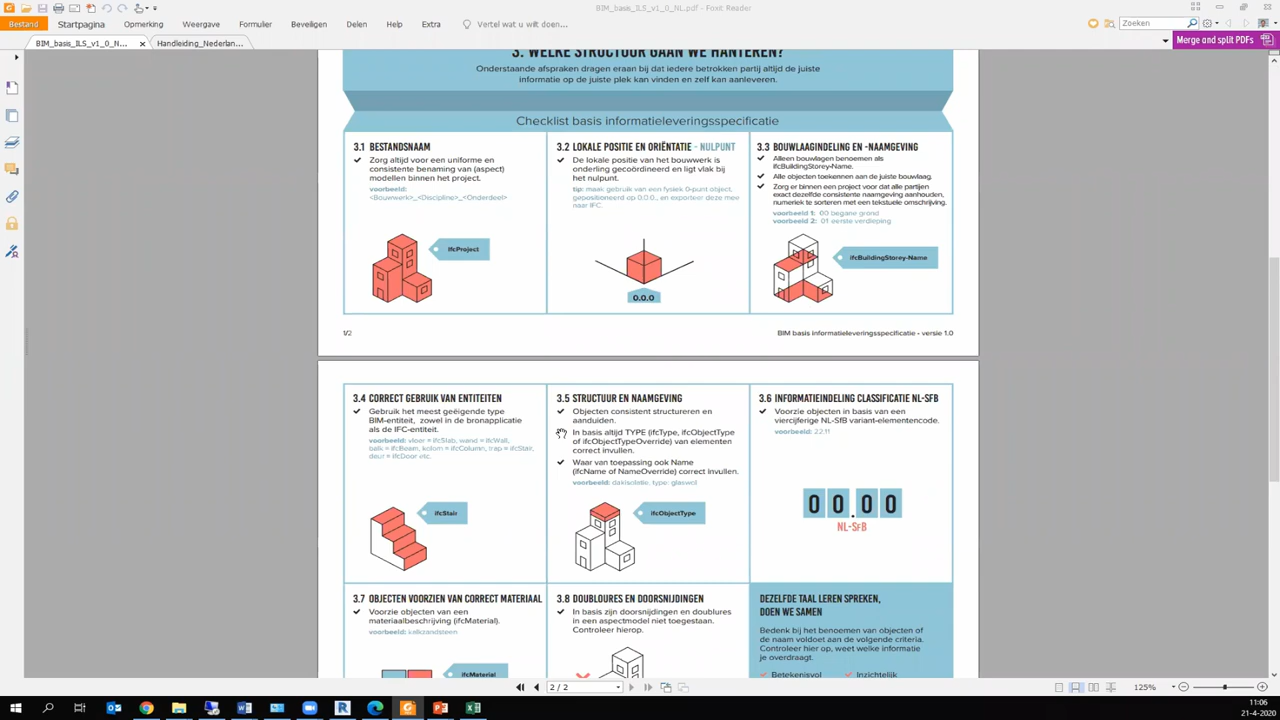 BIM_basis_ILS_v1_0_NL.pdf - Foxit Reader
Bestand Startpagina Opmerking Weergave Formulier Beveiligen Delen Help Extra Vertel wat u wilt doen... Zoeken
BIM_basis_ILS_v1_0_N... Handleiding_Nederlan... Merge and split PDFs
3. WELKE STRUCTUUR GAAN WE HANTEREN?
Onderstaande afspraken dragen eraan bij dat iedere betrokken partij altijd de juiste
informatie op de juiste plek kan vinden en zelf kan aanleveren.
Checklist basis informatieleveringsspecificatie
3.1 BESTANDSNAAM
Zorg altijd voor een uniforme en
consistente benaming van (aspect)
modellen binnen het project.
voorbeeld:
<Bouwwerk>_<Discipline>_<Onderdeel>
IfcProject
3.2 LOKALE POSITIE EN ORIËNTATIE - NULPUNT
De lokale positie van het bouwwerk is
onderling gecoördineerd en ligt vlak bij
het nulpunt.
tip: maak gebruik van een fysiek 0-punt object,
gepositioneerd op 0.0.0., en exporteer deze mee
naar IFC.
0.0.0
3.3 BOUWLAAGINDELING EN -NAAMGEVING
Alleen bouwlagen benoemen als
ifcBuildingStorey-Name.
Alle objecten toekennen aan de juiste bouwlaag.
Zorg er binnen een project voor dat alle partijen
exact dezelfde consistente naamgeving aanhouden,
numeriek te sorteren met een tekstuele omschrijving.
voorbeeld 1: 00 begane grond
voorbeeld 2: 01 eerste verdieping
ifcBuildingStorey-Name
1/2
BIM basis informatieleveringsspecificatie • versie 1.0
3.4 CORRECT GEBRUIK VAN ENTITEITEN
Gebruik het meest geëigende type
BIM-entiteit, zowel in de bronapplicatie
als de IFC-entiteit.
voorbeeld: vloer = ifcSlab, wand = ifcWall,
balk = ifcBeam, kolom = ifcColumn, trap = ifcStair,
deur = ifcDoor etc.
ifcStair
3.5 STRUCTUUR EN NAAMGEVING
Objecten consistent structureren en
aanduiden.
In basis altijd TYPE (ifcType, ifcObjectType
of ifcObjectTypeOverride) van elementen
correct invullen.
Waar van toepassing ook Name
(ifcName of NameOverride) correct invullen.
voorbeeld: dakisolatie, type: glaswol
ifcObjectType
3.6 INFORMATIEINDELING CLASSIFICATIE NL-SFB
Voorzie objecten in basis van een
viercijferige NL-SfB variant-elementencode.
voorbeeld: 22.11
00.00
NL-SFB
3.7 OBJECTEN VOORZIEN VAN CORRECT MATERIAAL
Voorzie objecten van een
materiaalbeschrijving (ifcMaterial).
voorbeeld: kalkzandsteen
ifcMaterial
3.8 DOUBLOURES EN DOORSNIJDINGEN
In basis zijn doorsnijdingen en doublures
in een aspectmodel niet toegestaan.
Controleer hierop.
DEZELFDE TAAL LEREN SPREKEN,
DOEN WE SAMEN
Bedenk bij het benoemen van objecten of
de naam voldoet aan de volgende criteria.
Controleer hier op, weet welke informatie
je overdraagt.
Betekenisvol Inzichtelijk
2 / 2 125%
11:06
21-4-2020